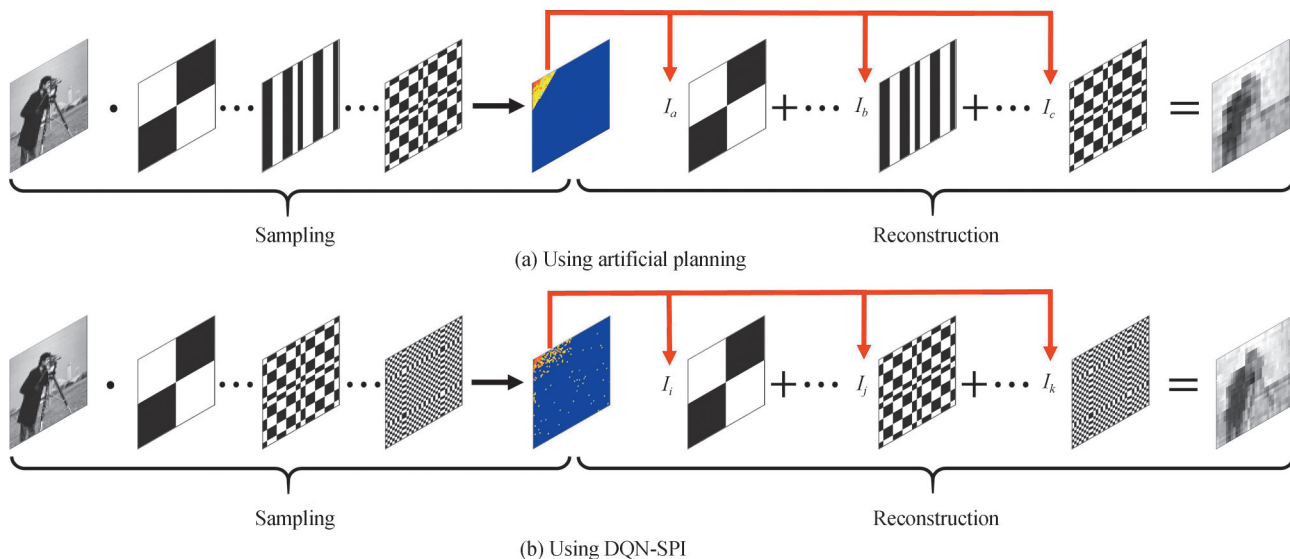 I_a + ··· I_b + ··· I_c =
Sampling
Reconstruction
(a) Using artificial planning
I_i + ··· I_j + ··· I_k =
Sampling
Reconstruction
(b) Using DQN-SPI